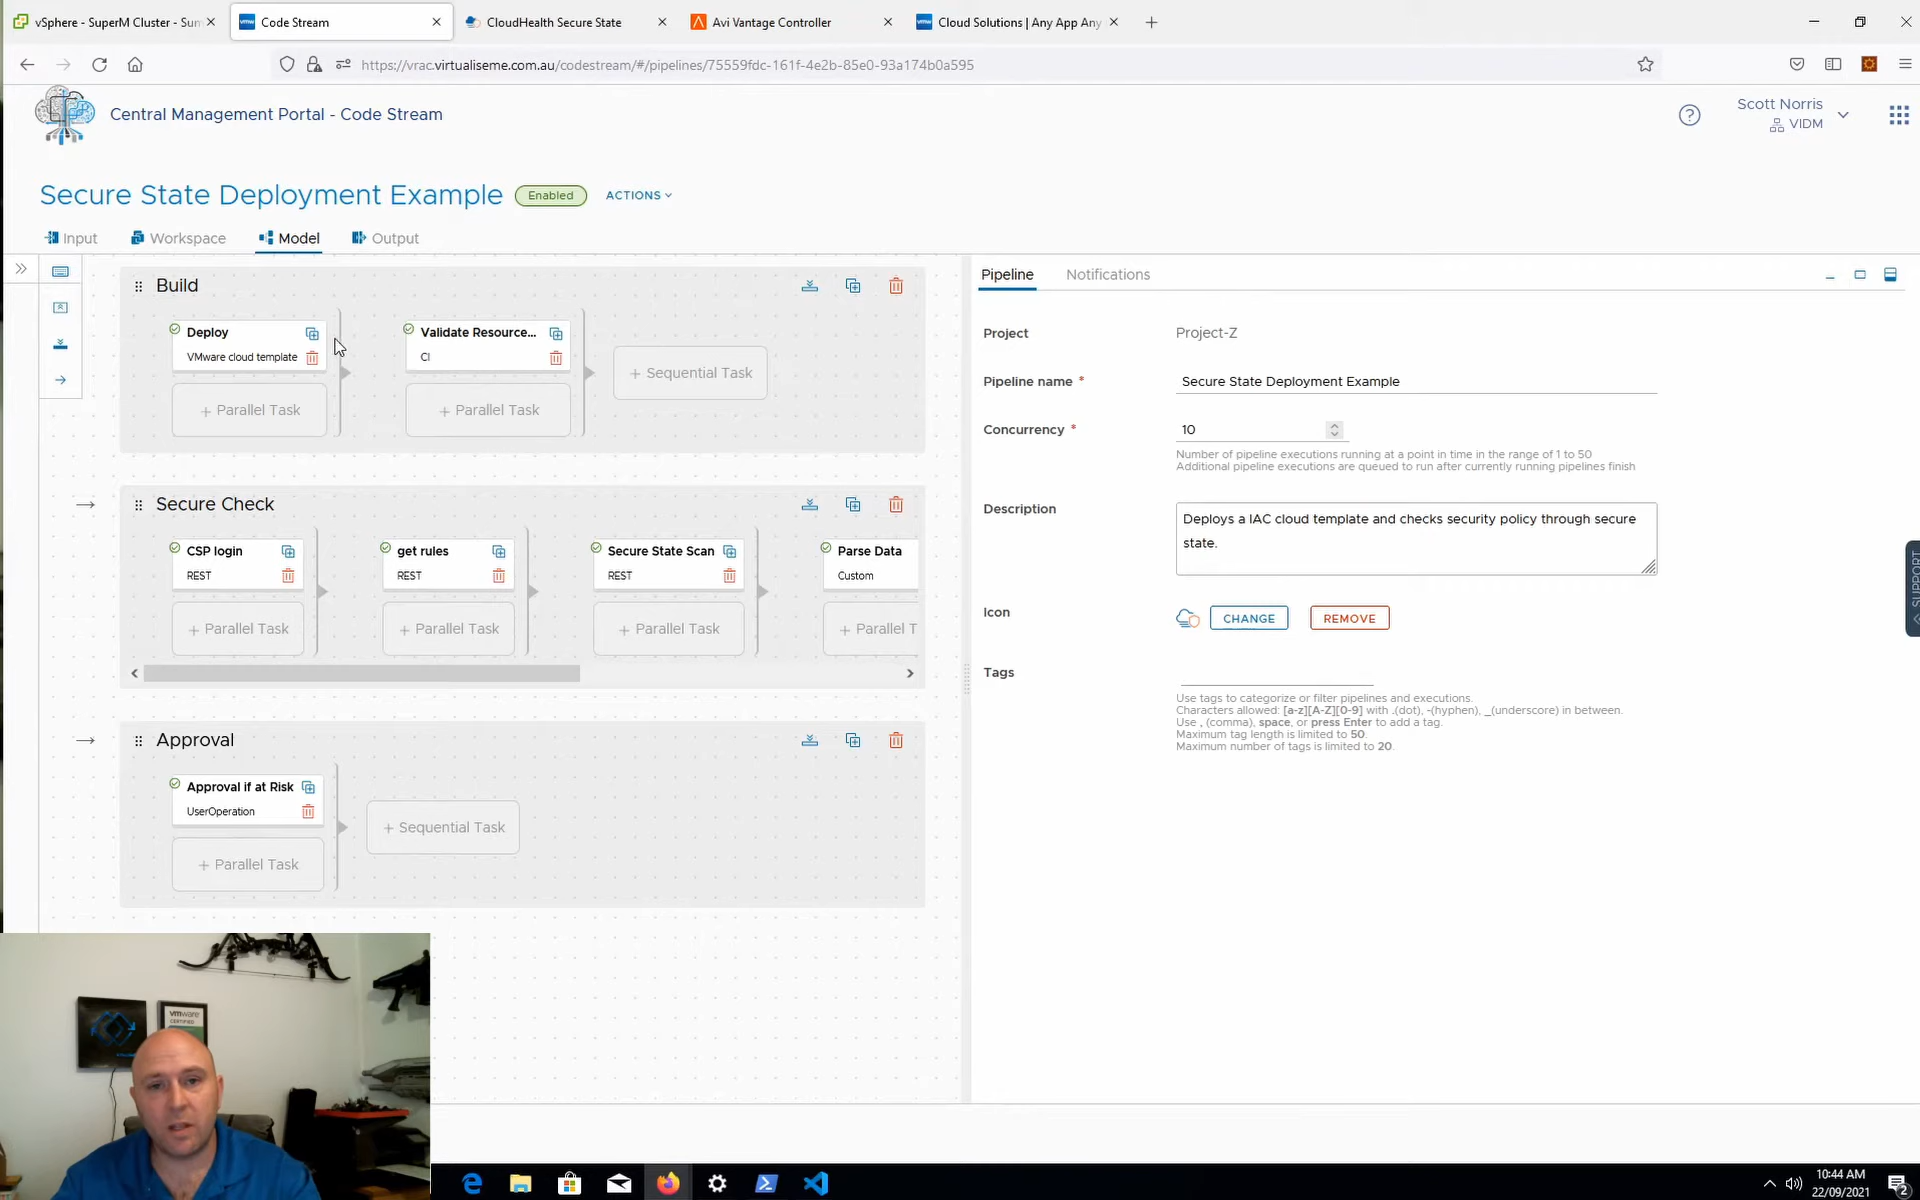 vSphere - SuperM Cluster - Sum
Code Stream
CloudHealth Secure State
Avi Vantage Controller
Cloud Solutions | Any App Any
https://vrac.virtualiseme.com.au/codestream/#/pipelines/75559fdc-161f-4e2b-85e0-93a174b0a595
Central Management Portal - Code Stream
Scott Norris
VIDM
Secure State Deployment Example
Enabled
ACTIONS
Input
Workspace
Model
Output
Build
Deploy
VMware cloud template
+ Parallel Task
Validate Resource...
CI
+ Parallel Task
+ Sequential Task
Secure Check
CSP login
REST
+ Parallel Task
get rules
REST
+ Parallel Task
Secure State Scan
REST
+ Parallel Task
Parse Data
Custom
+ Parallel T
Approval
Approval if at Risk
UserOperation
+ Parallel Task
+ Sequential Task
Pipeline
Notifications
Project
Project-Z
Pipeline name *
Secure State Deployment Example
Concurrency *
10
Number of pipeline executions running at a point in time in the range of 1 to 50
Additional pipeline executions are queued to run after currently running pipelines finish
Description
Deploys a IAC cloud template and checks security policy through secure
state.
Icon
CHANGE
REMOVE
Tags
Use tags to categorize or filter pipelines and executions.
Characters allowed: [a-z][A-Z][0-9] with .(dot), -(hyphen), _(underscore) in between.
Use , (comma), space, or press Enter to add a tag.
Maximum tag length is limited to 50.
Maximum number of tags is limited to 20.
SUPPORT
vmware
CERTIFIED
10:44 AM
22/09/2021
2